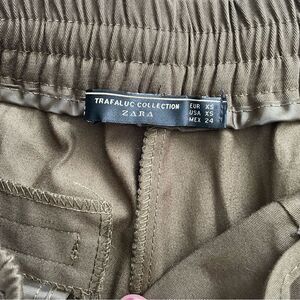 TRAFALUC COLLECTION
ZARA
EUR XS
USA XS
MEX 24